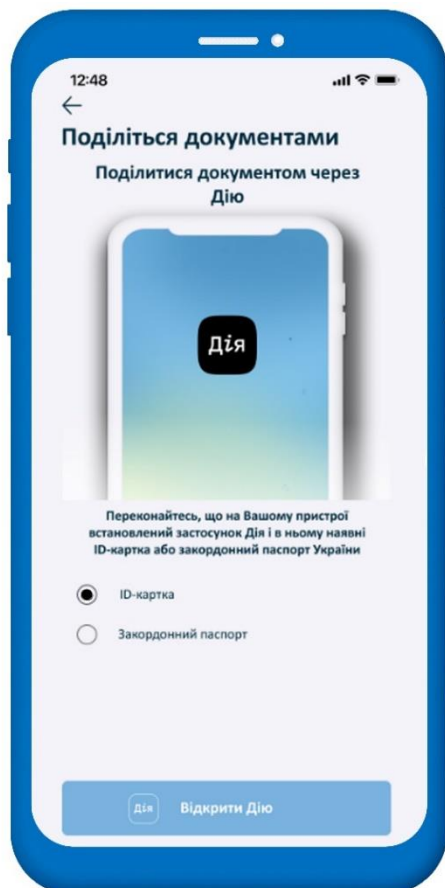 12:48
Поділіться документами
Поділитися документом через
Дію
Дія
Переконайтесь, що на Вашому пристрої
встановлений застосунок Дія і в ньому наявні
ID-картка або закордонний паспорт України
ID-картка
Закордонний паспорт
Дія Відкрити Дію